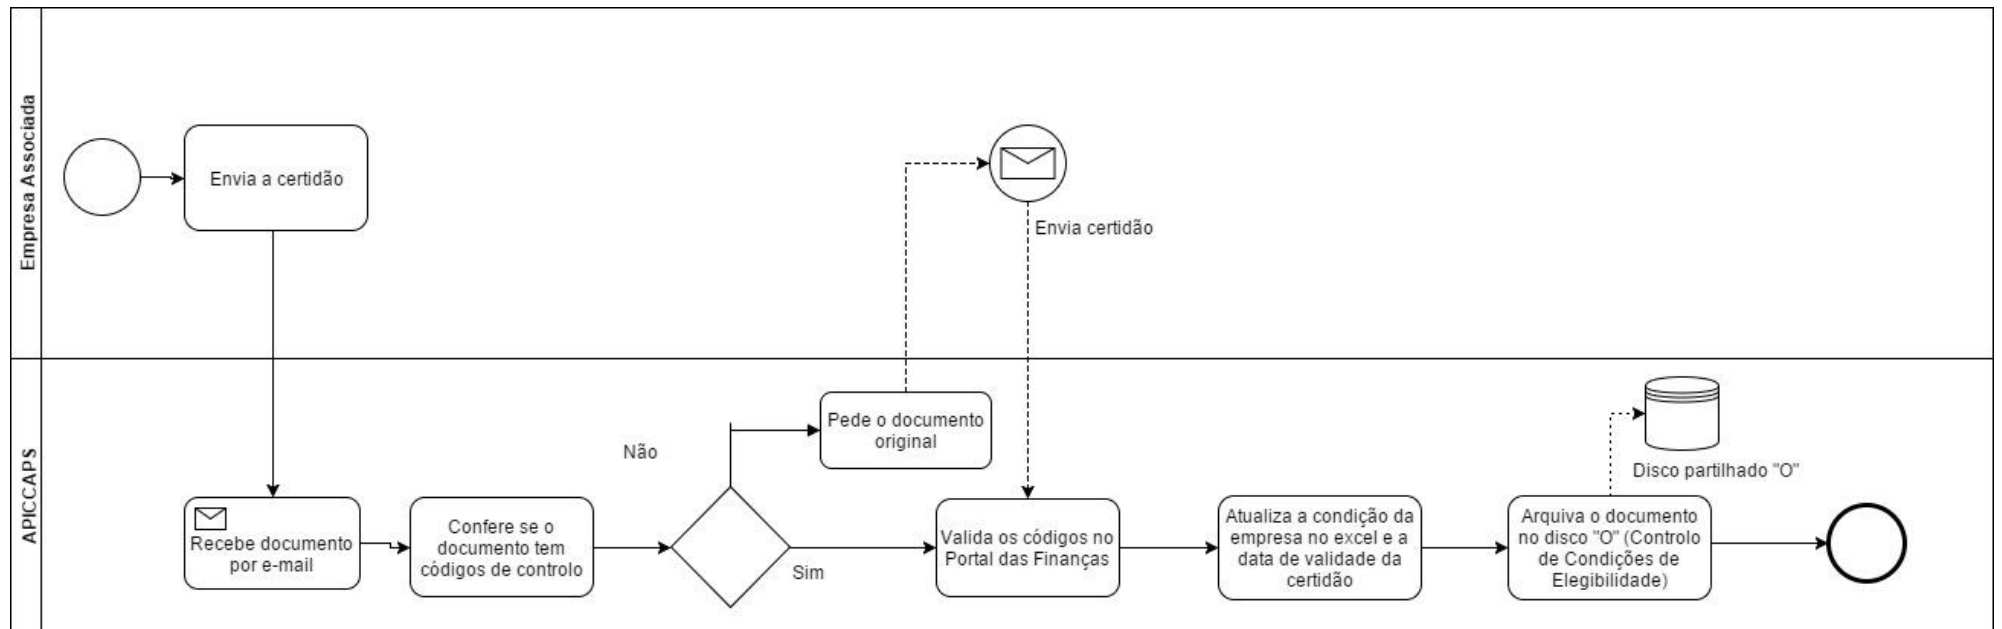 Empresa Associada
Envia a certidão
Envia certidão
APICCAPS
Recebe documento
por e-mail
Confere se o
documento tem
códigos de controlo
Não
Sim
Pede o documento
original
Valida os códigos no
Portal das Finanças
Atualiza a condição da
empresa no excel e a
data de validade da
certidão
Arquiva o documento
no disco "O" (Controlo
de Condições de
Elegibilidade)
Disco partilhado "O"